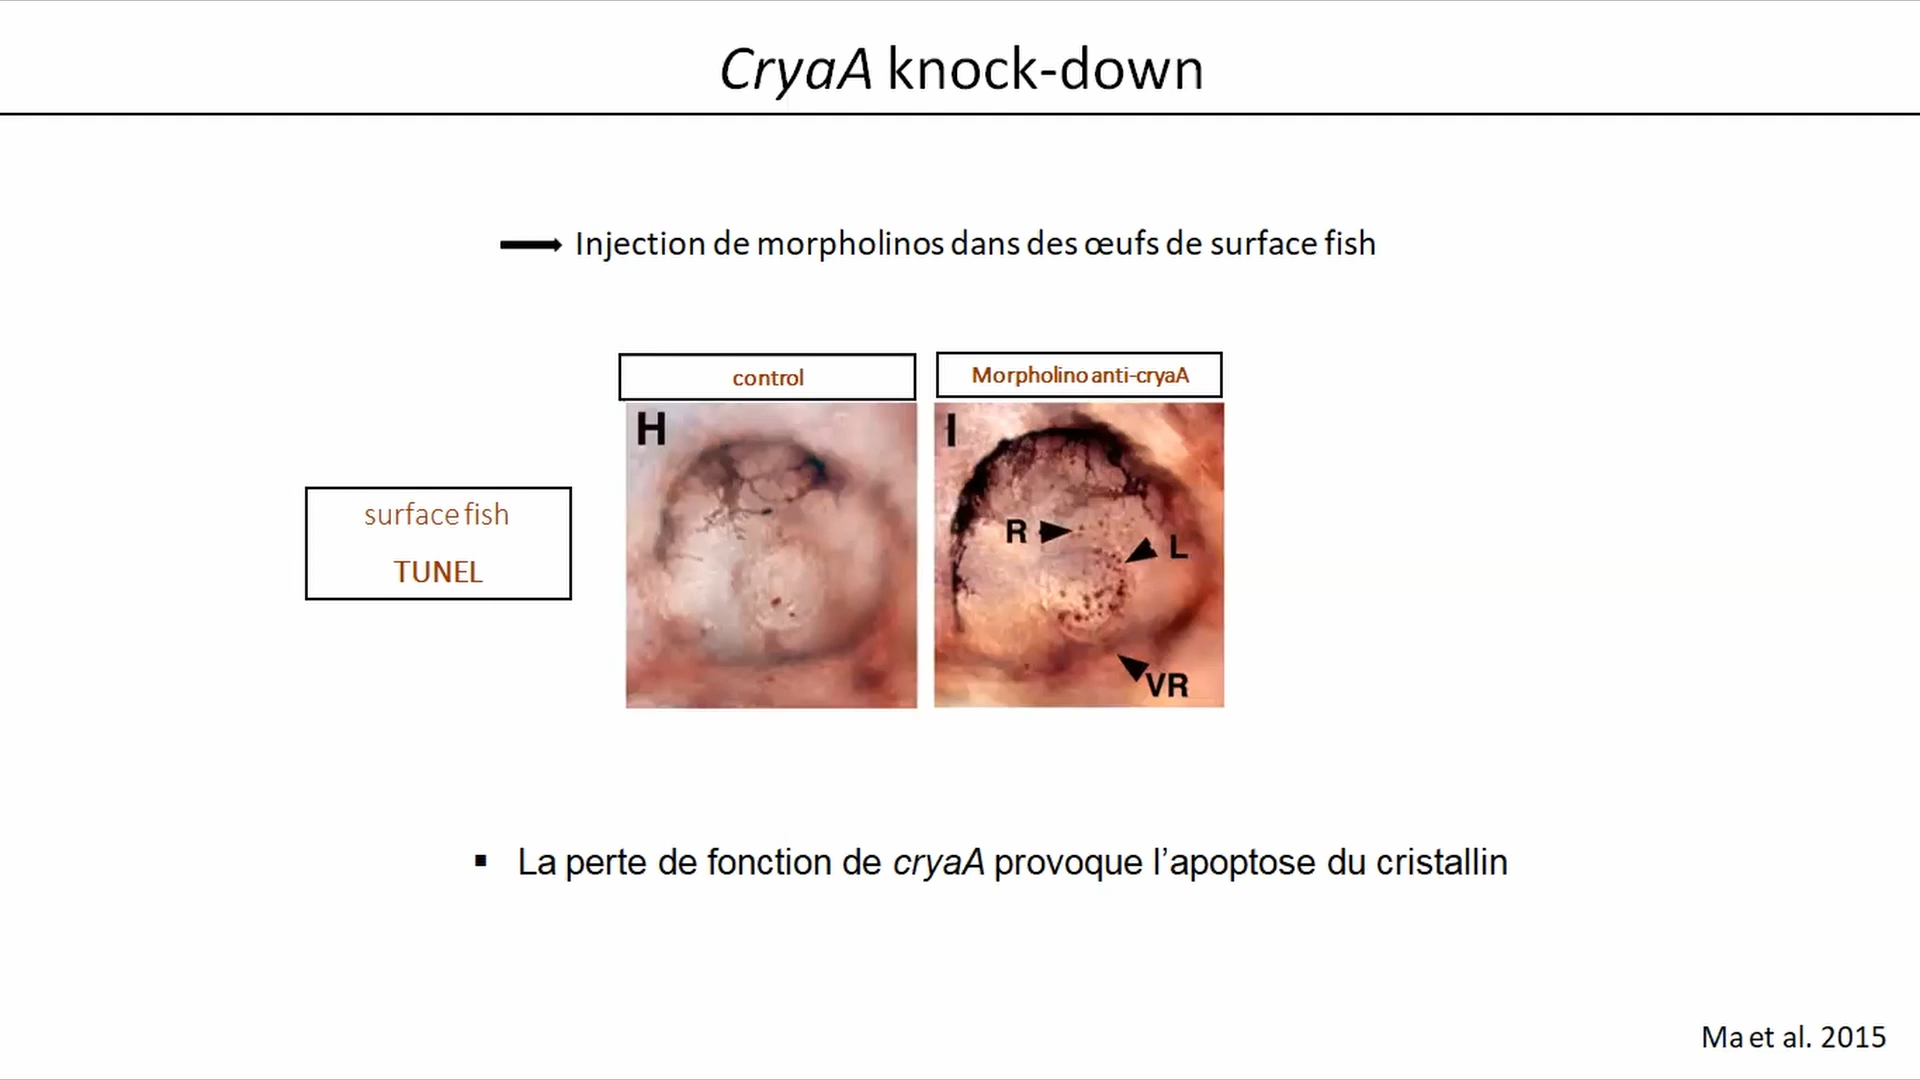 CryaA knock-down
Injection de morpholinos dans des œufs de surface fish
control
Morpholino anti-cryaA
H
I
R
L
surface fish
TUNEL
VR
▪ La perte de fonction de cryaA provoque l’apoptose du cristallin
Ma et al. 2015